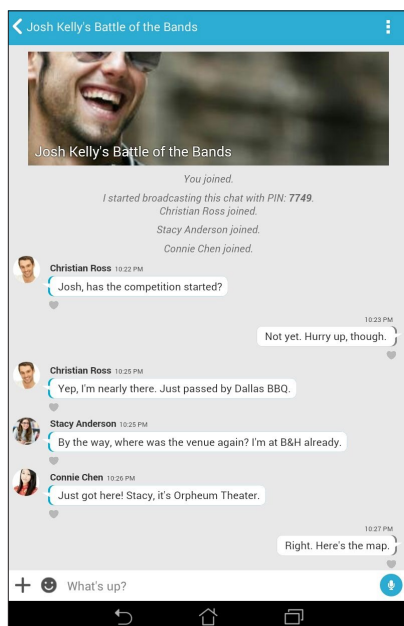 Josh Kelly's Battle of the Bands
Josh Kelly's Battle of the Bands
You joined.
I started broadcasting this chat with PIN: 7749.
Christian Ross joined.
Stacy Anderson joined.
Connie Chen joined.
Christian Ross 10:22 PM
Josh, has the competition started?
10:23 PM
Not yet. Hurry up, though.
Christian Ross 10:25 PM
Yep, I'm nearly there. Just passed by Dallas BBQ.
Stacy Anderson 10:25 PM
By the way, where was the venue again? I'm at B&H already.
Connie Chen 10:26 PM
Just got here! Stacy, it's Orpheum Theater.
10:27 PM
Right. Here's the map.
What's up?